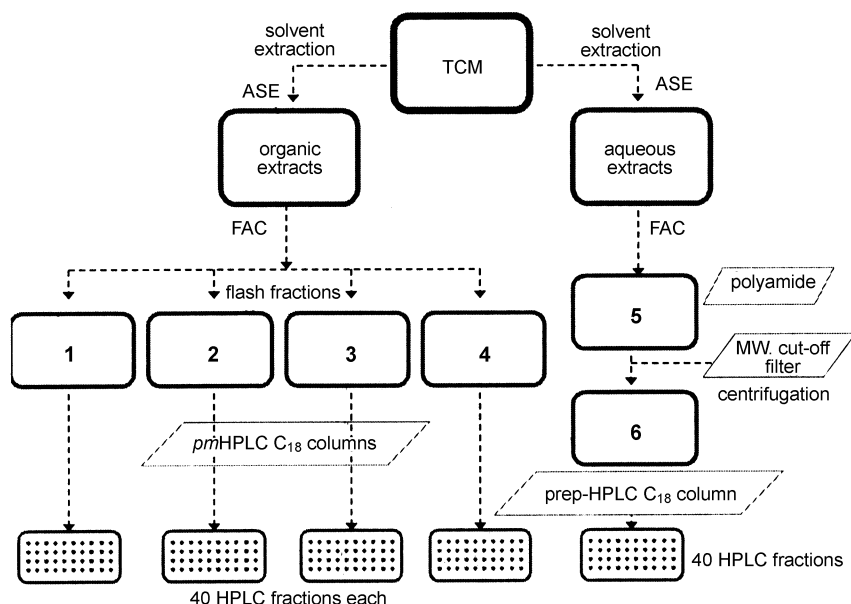 solvent
extraction
TCM
solvent
extraction
ASE
ASE
organic
extracts
aqueous
extracts
FAC
FAC
flash fractions
polyamide
1
2
3
4
5
MW. cut-off
filter
centrifugation
6
pmHPLC C₁₈ columns
prep-HPLC C₁₈ column
40 HPLC fractions
40 HPLC fractions each